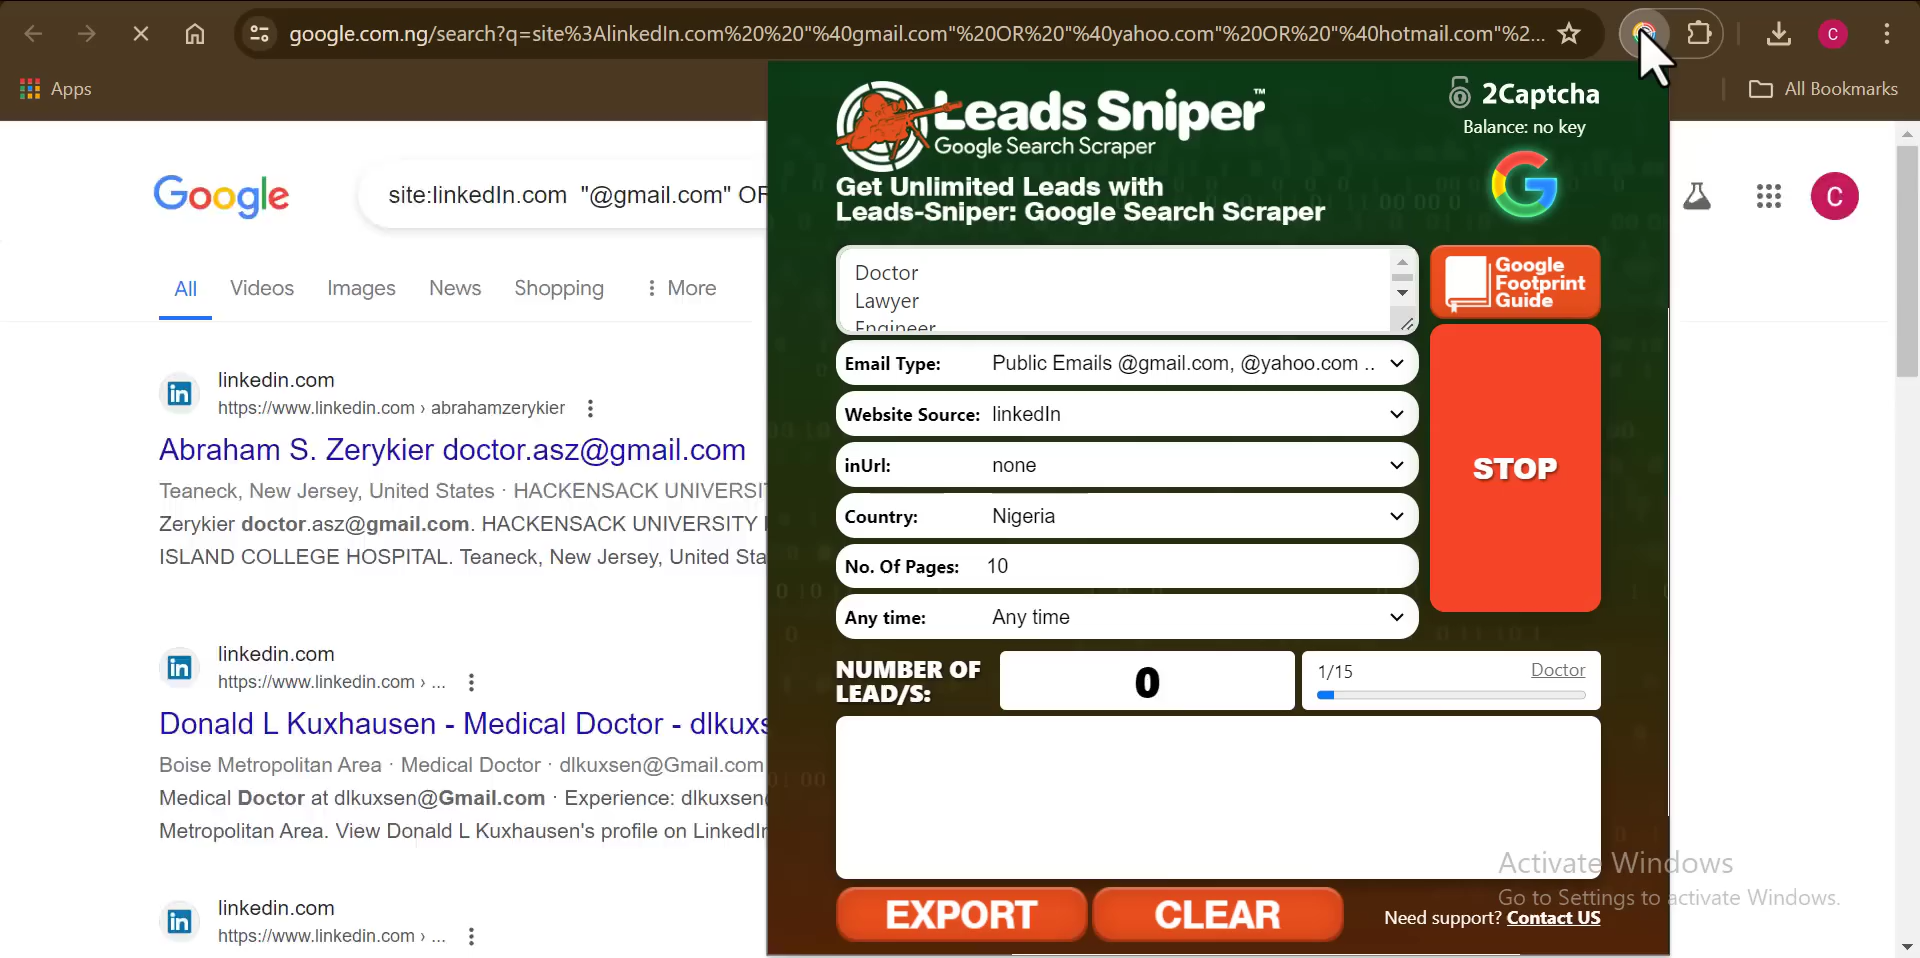 google.com.ng/search?q=site%3AlinkedIn.com%20%20"%40gmail.com"%20OR%20"%40yahoo.com"%20OR%20"%40hotmail.com"%2...
C
Apps
All Bookmarks
Google
site:linkedIn.com "@gmail.com" OR
C
All
Videos
Images
News
Shopping
More
linkedin.com
https://www.linkedin.com › abrahamzerykier
Abraham S. Zerykier doctor.asz@gmail.com
Teaneck, New Jersey, United States · HACKENSACK UNIVERSI
Zerykier doctor.asz@gmail.com. HACKENSACK UNIVERSITY
ISLAND COLLEGE HOSPITAL. Teaneck, New Jersey, United Sta
linkedin.com
https://www.linkedin.com › ...
Donald L Kuxhausen - Medical Doctor - dlkuxs
Boise Metropolitan Area · Medical Doctor · dlkuxsen@Gmail.com
Medical Doctor at dlkuxsen@Gmail.com · Experience: dlkuxsen
Metropolitan Area. View Donald L Kuxhausen's profile on LinkedIn
linkedin.com
https://www.linkedin.com › ...
Leads Sniper™
Google Search Scraper
2Captcha
Balance: no key
Get Unlimited Leads with
Leads-Sniper: Google Search Scraper
Doctor
Lawyer
Engineer
Google
Footprint
Guide
Email Type: Public Emails @gmail.com, @yahoo.com ..
Website Source: linkedIn
inUrl: none
Country: Nigeria
No. Of Pages: 10
Any time: Any time
STOP
NUMBER OF
LEAD/S:
0
1/15
Doctor
EXPORT
CLEAR
Need support? Contact US
Activate Windows
Go to Settings to activate Windows.